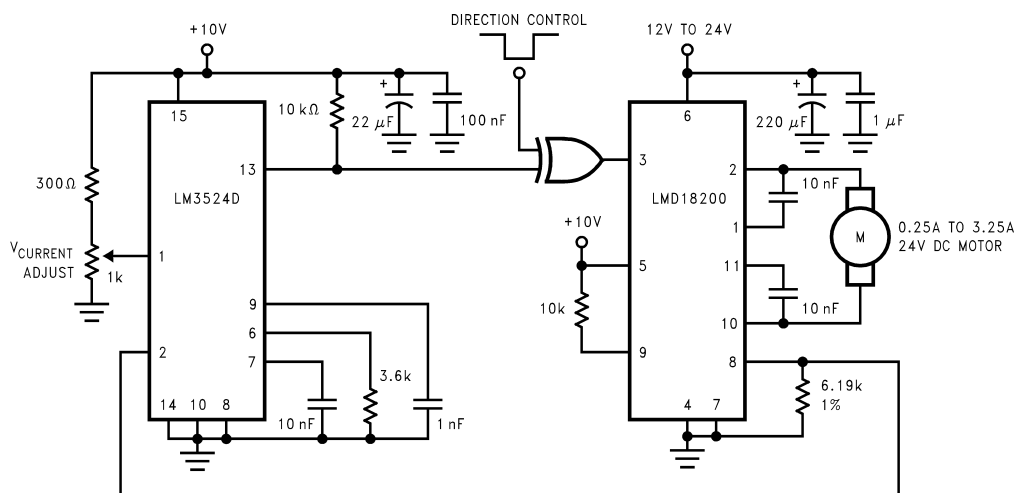 DIRECTION CONTROL
+10V
12V TO 24V
15
10 kΩ
+
22 μF
100 nF
6
+
220 μF
1 μF
13
3
2
10 nF
300Ω
LM3524D
LMD18200
+10V
1
M
0.25A TO 3.25A
24V DC MOTOR
VCURRENT
ADJUST
1k
1
5
11
9
10k
10 nF
6
10
2
7
9
8
3.6k
6.19k
1%
14
10
8
10 nF
1 nF
4
7